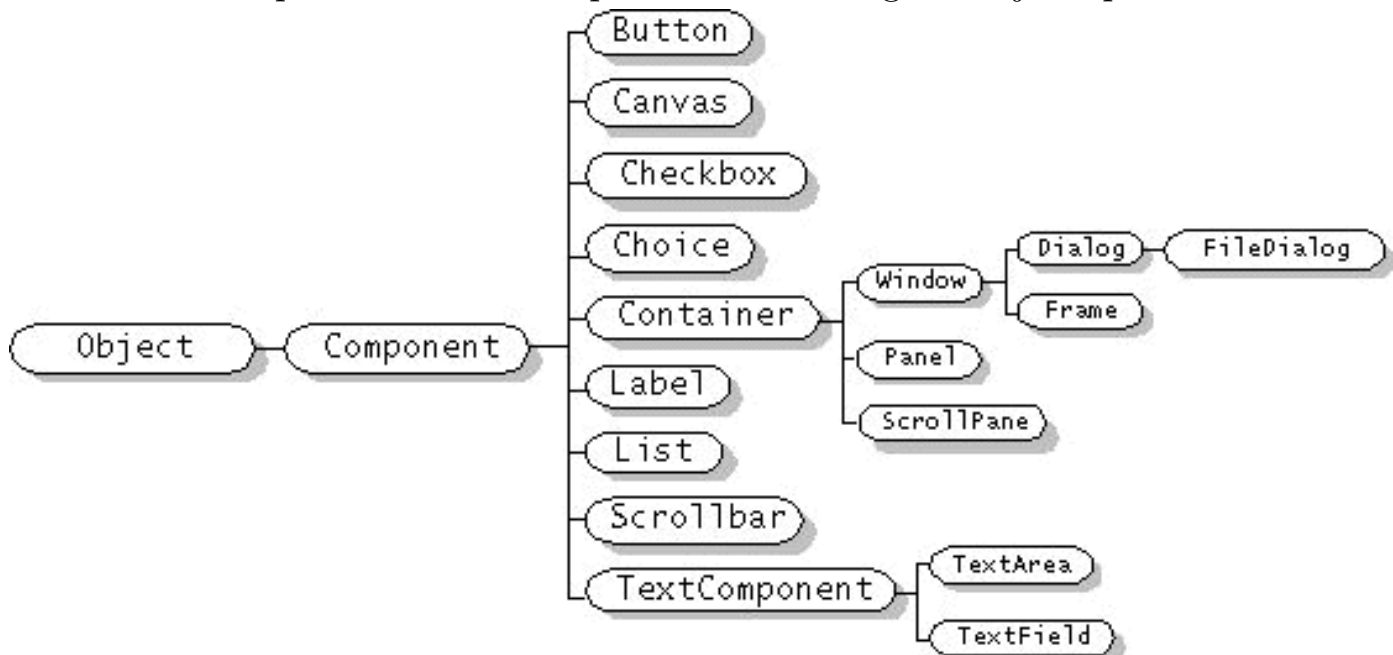 Button
Canvas
Checkbox
Choice
Dialog
FileDialog
Window
Container
Frame
Object
Component
Panel
Label
ScrollPane
List
Scrollbar
TextArea
TextComponent
TextField